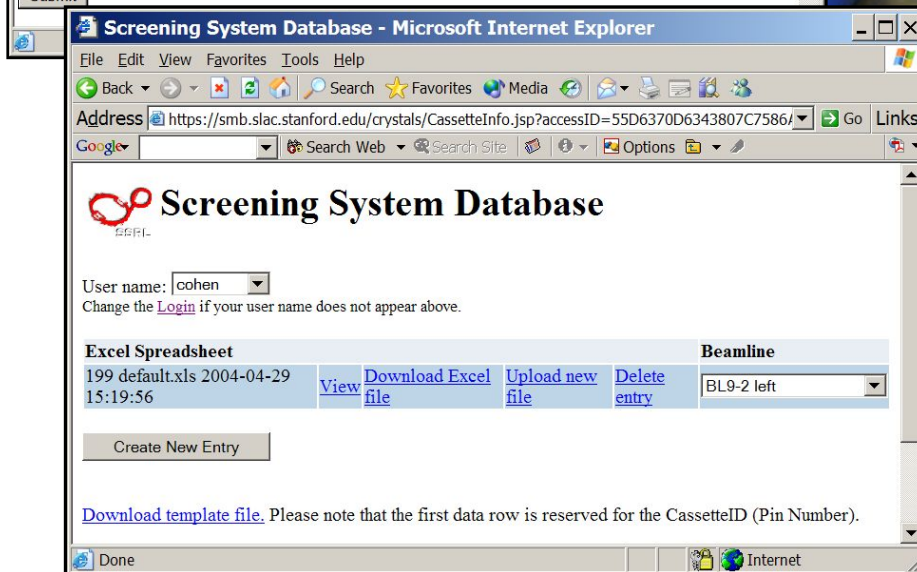 Screening System Database - Microsoft Internet Explorer
File Edit View Favorites Tools Help
Back Search Favorites Media
Address https://smb.slac.stanford.edu/crystals/CassetteInfo.jsp?accessID=55D6370D6343807C7586 Go Links
Google Search Web Search Site Options
SSRL
Screening System Database
User name: cohen
Change the Login if your user name does not appear above.
Excel Spreadsheet Beamline
199 default.xls 2004-04-29 15:19:56 View Download Excel file Upload new file Delete entry BL9-2 left
Create New Entry
Download template file. Please note that the first data row is reserved for the CassetteID (Pin Number).
Done Internet